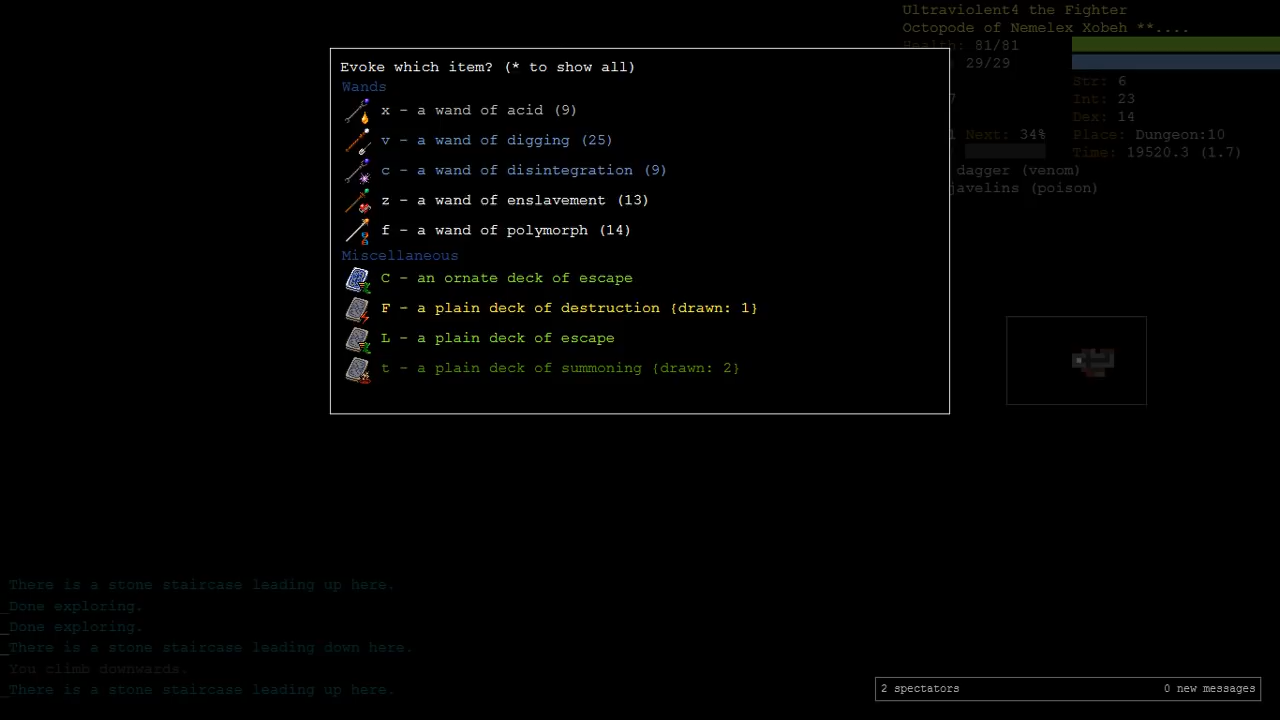 Ultraviolent4 the Fighter
Octopode of Nemelex Xobeh **....
Health: 81/81
29/29
Str: 6
7 Int: 23
Dex: 14
1 Next: 34% Place: Dungeon:10
Time: 19520.3 (1.7)
dagger (venom)
javelins (poison)
Evoke which item? (* to show all)
Wands
x - a wand of acid (9)
v - a wand of digging (25)
c - a wand of disintegration (9)
z - a wand of enslavement (13)
f - a wand of polymorph (14)
Miscellaneous
C - an ornate deck of escape
F - a plain deck of destruction {drawn: 1}
L - a plain deck of escape
t - a plain deck of summoning {drawn: 2}
There is a stone staircase leading up here.
_Done exploring.
_Done exploring.
_There is a stone staircase leading down here.
You climb downwards.
_There is a stone staircase leading up here.
2 spectators 0 new messages